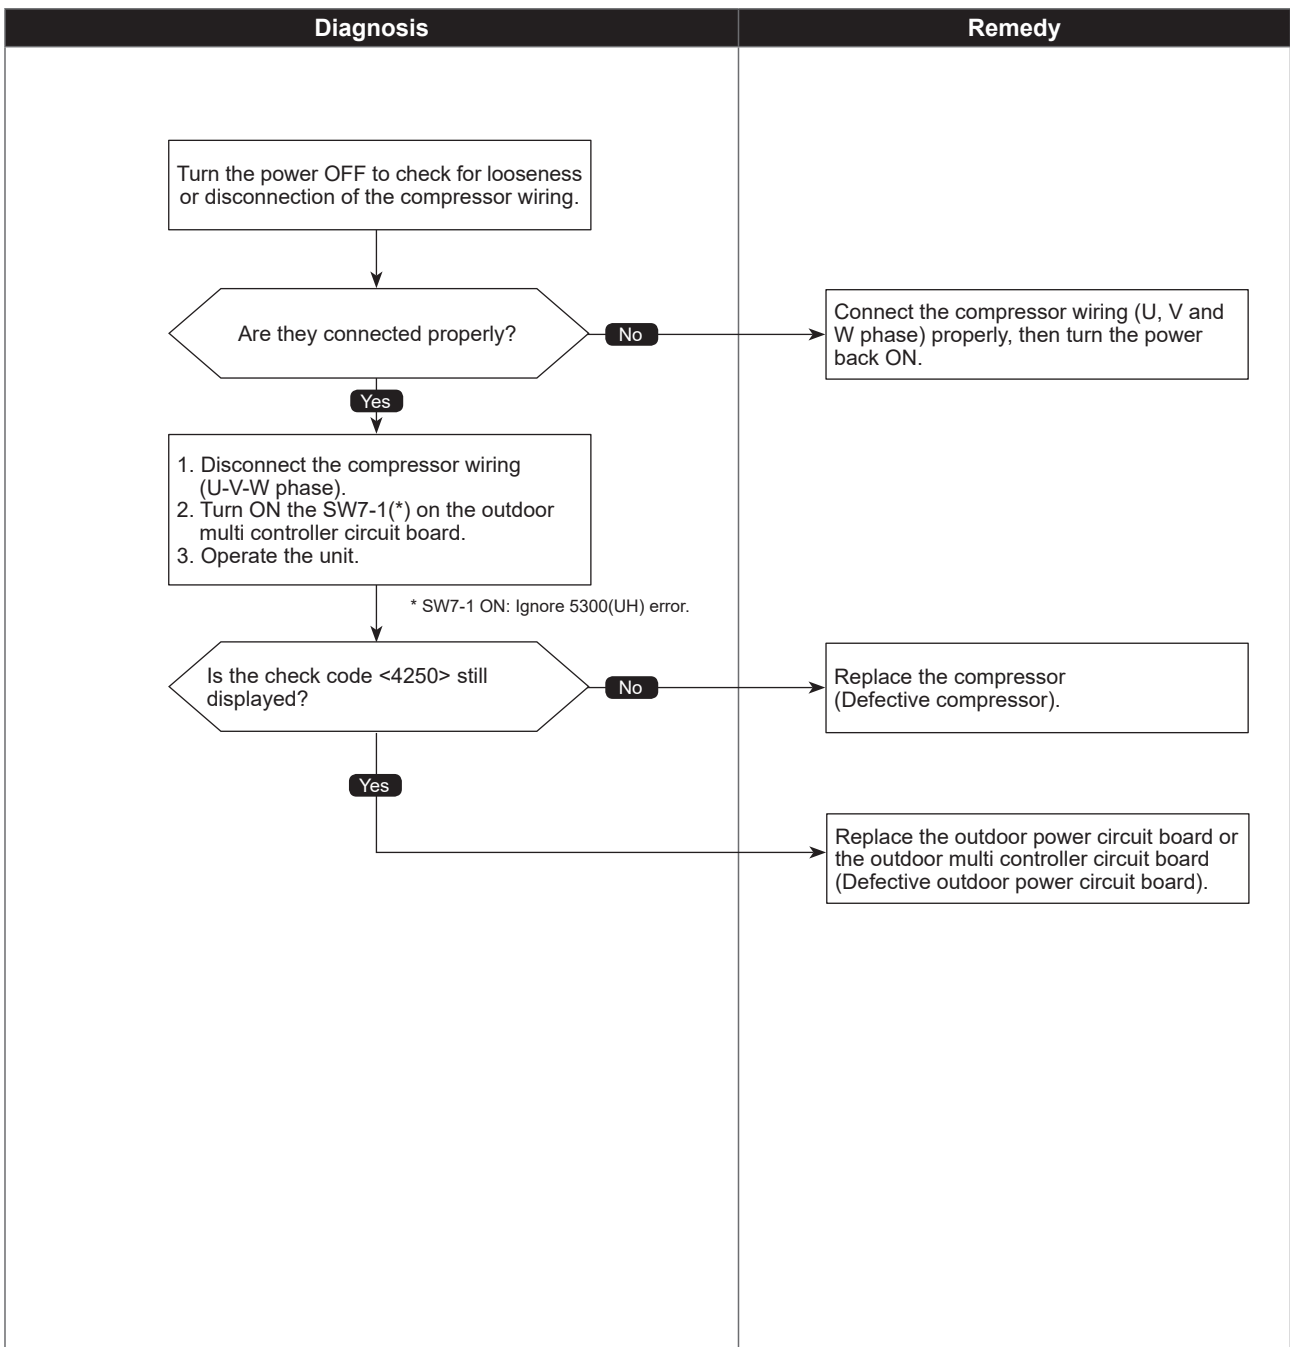 Diagnosis
Remedy
Turn the power OFF to check for looseness
or disconnection of the compressor wiring.
Are they connected properly?
No
Connect the compressor wiring (U, V and
W phase) properly, then turn the power
back ON.
Yes
1. Disconnect the compressor wiring
(U-V-W phase).
2. Turn ON the SW7-1(*) on the outdoor
multi controller circuit board.
3. Operate the unit.
* SW7-1 ON: Ignore 5300(UH) error.
Is the check code <4250> still
displayed?
No
Replace the compressor
(Defective compressor).
Yes
Replace the outdoor power circuit board or
the outdoor multi controller circuit board
(Defective outdoor power circuit board).